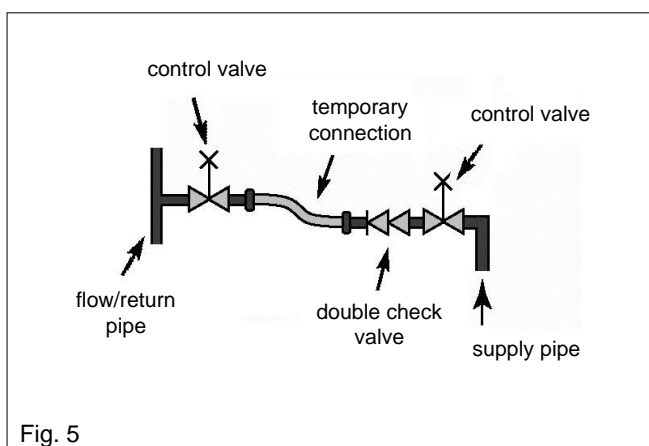 control valve
temporary
connection
control valve
flow/return
pipe
double check
valve
supply pipe
Fig. 5